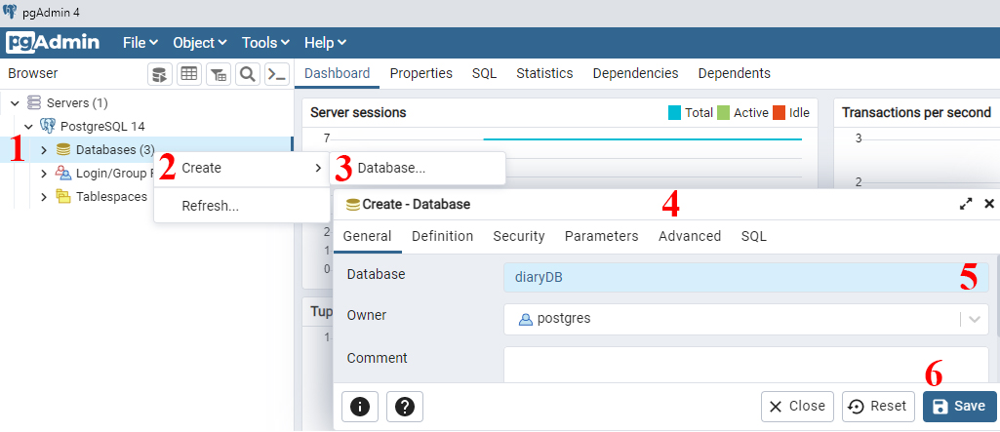 pgAdmin 4
pgAdmin File Object Tools Help
Browser Dashboard Properties SQL Statistics Dependencies Dependents
Servers (1)
Server sessions Total Active Idle Transactions per second
PostgreSQL 14
7 3
1 Databases (3)
2 Create 3 Database...
Login/Group
2
Tablespaces
Refresh...
Create - Database 4
2
General Definition Security Parameters Advanced SQL
1
0
Database diaryDB 5
Tup
Owner postgres
1
Comment
6
Close Reset Save